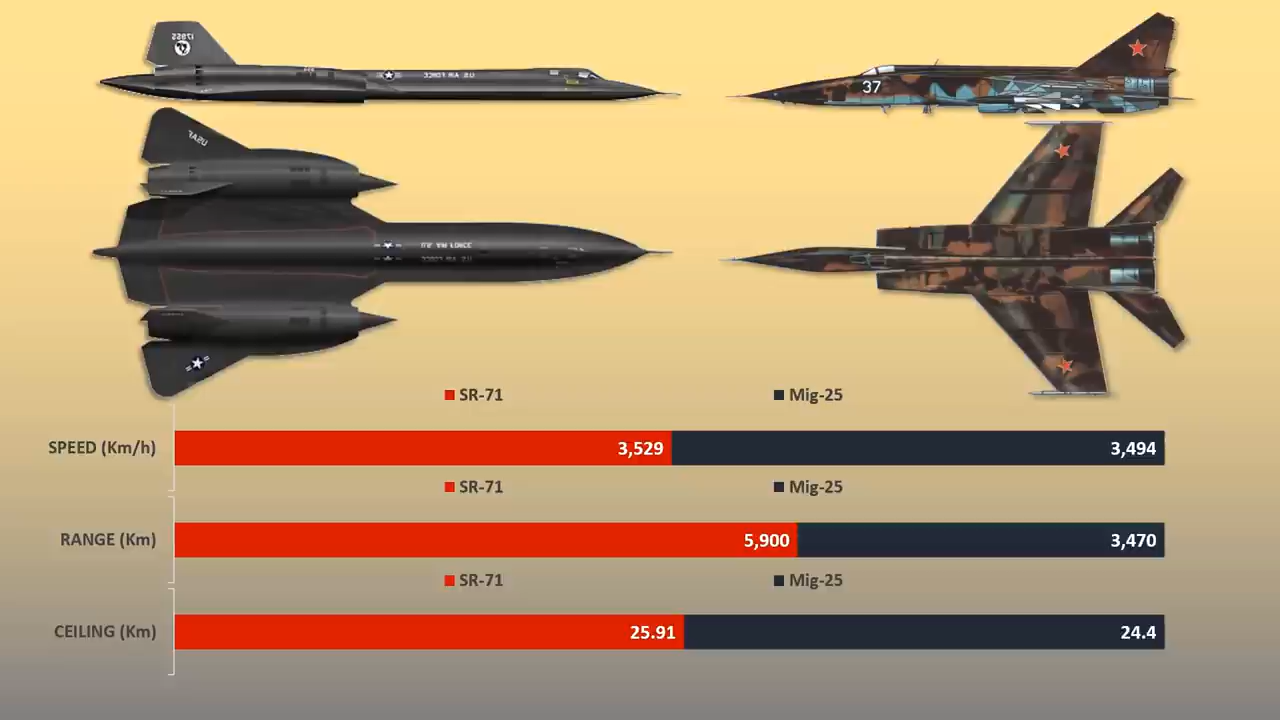 37
SR-71 Mig-25
SPEED (Km/h) 3,529 3,494
SR-71 Mig-25
RANGE (Km) 5,900 3,470
SR-71 Mig-25
CEILING (Km) 25.91 24.4